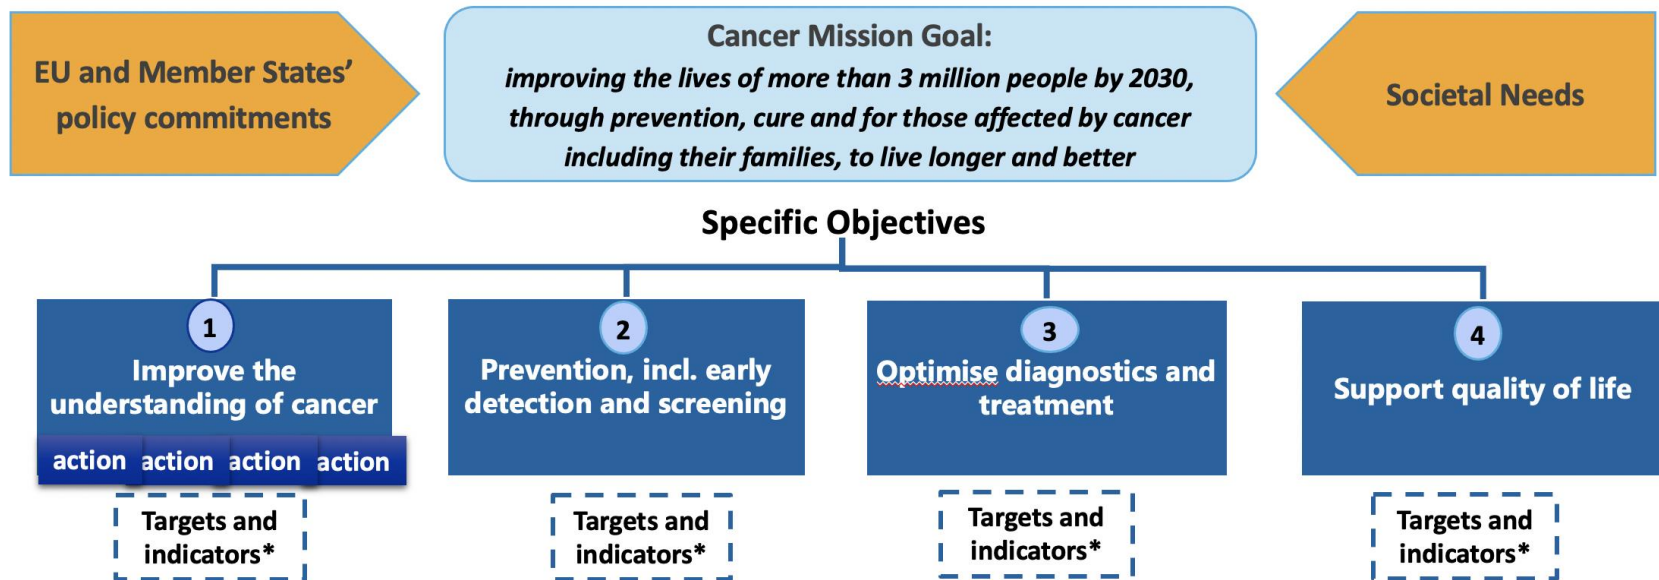 EU and Member States’
policy commitments
Cancer Mission Goal:
improving the lives of more than 3 million people by 2030,
through prevention, cure and for those affected by cancer
including their families, to live longer and better
Societal Needs
Specific Objectives
1
Improve the
understanding of cancer
action action action action
2
Prevention, incl. early
detection and screening
3
Optimise diagnostics and
treatment
4
Support quality of life
Targets and
indicators*
Targets and
indicators*
Targets and
indicators*
Targets and
indicators*